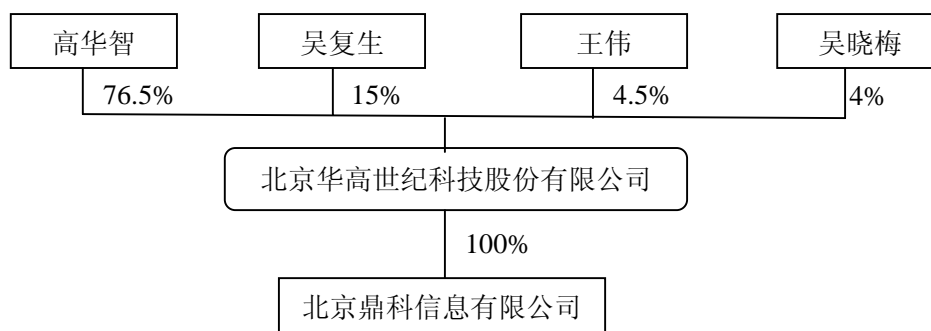 高华智 吴复生 王伟 吴晓梅
76.5% 15% 4.5% 4%
北京华高世纪科技股份有限公司
100%
北京鼎科信息有限公司